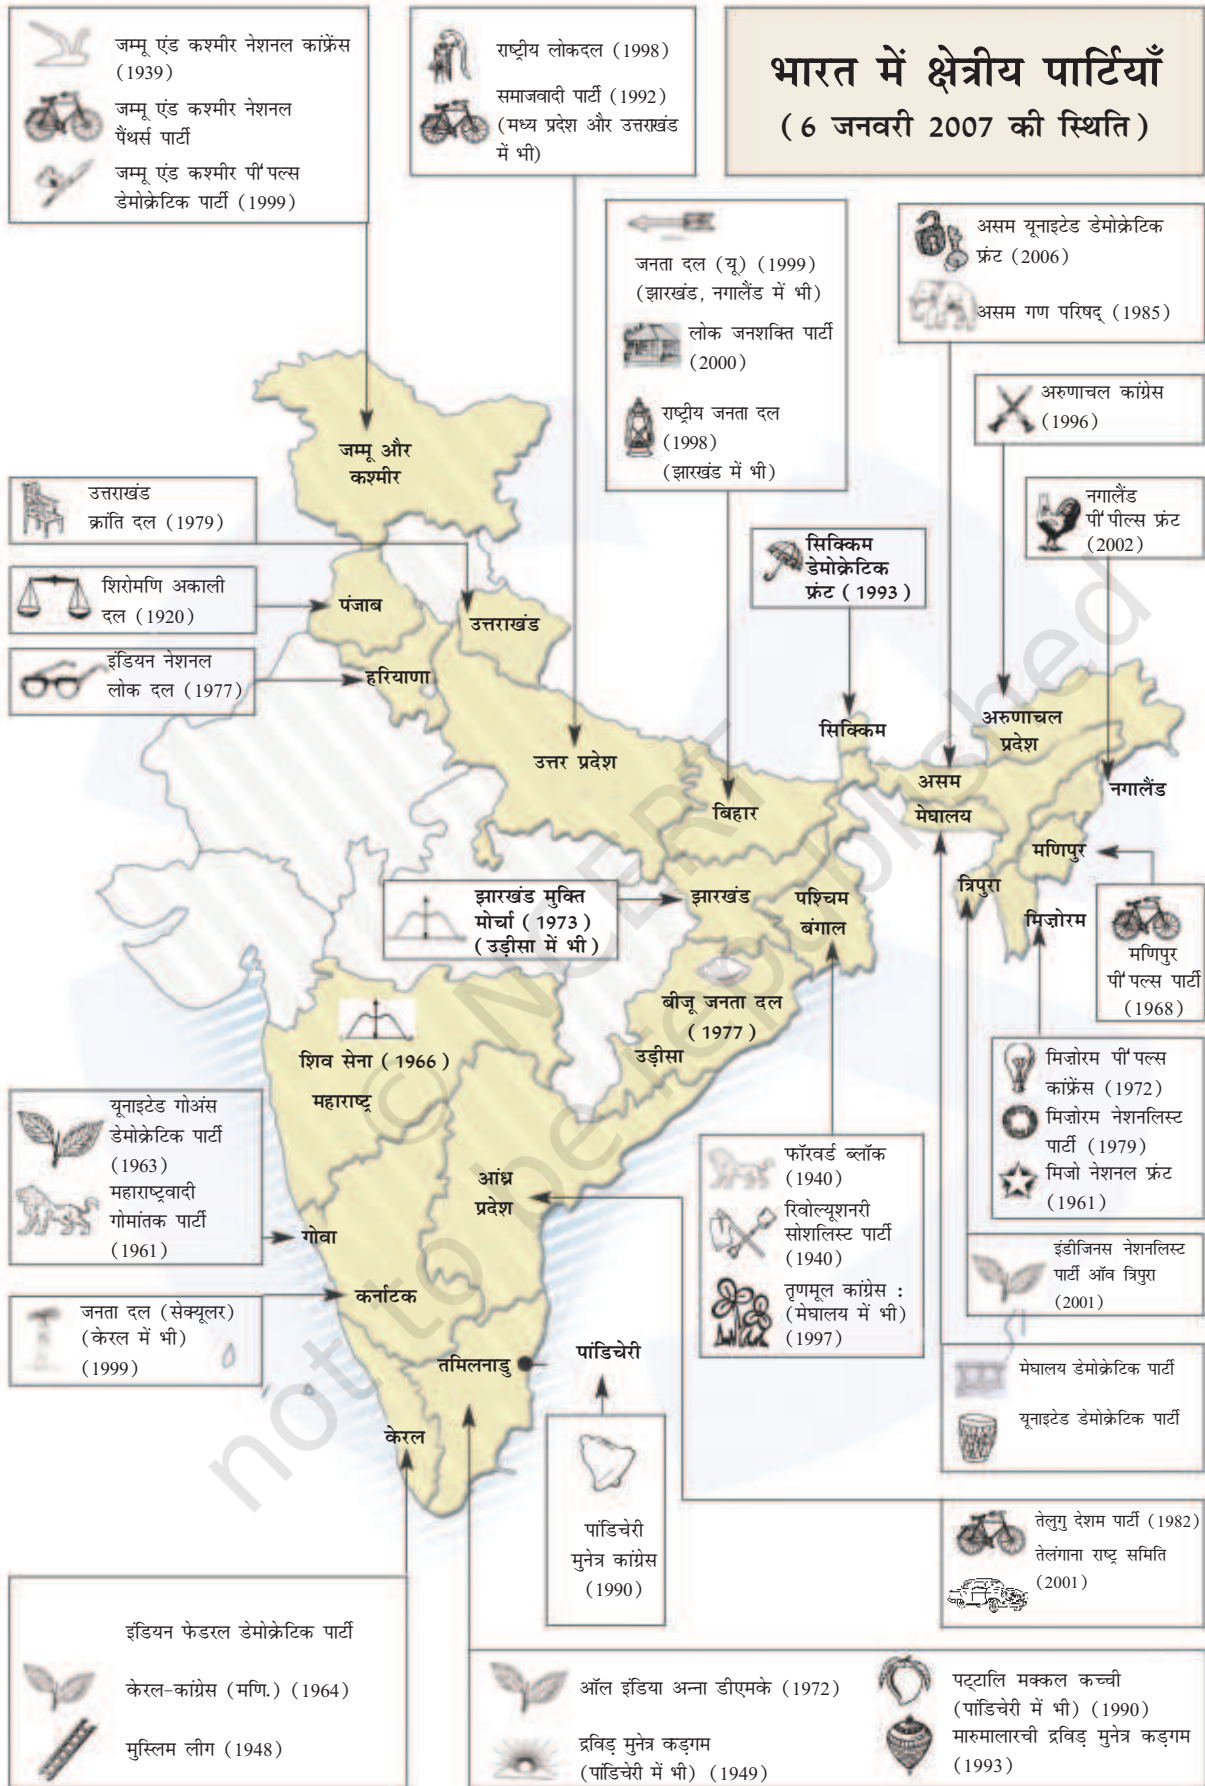 भारत में क्षेत्रीय पार्टियाँ
(6 जनवरी 2007 की स्थिति)
जम्मू एंड कश्मीर नेशनल कांफ्रेंस
(1939)
जम्मू एंड कश्मीर नेशनल
पैंथर्स पार्टी
जम्मू एंड कश्मीर पी'पल्स
डेमोक्रेटिक पार्टी (1999)
राष्ट्रीय लोकदल (1998)
समाजवादी पार्टी (1992)
(मध्य प्रदेश और उत्तराखंड
में भी)
जनता दल (यू) (1999)
(झारखंड, नगालैंड में भी)
लोक जनशक्ति पार्टी
(2000)
राष्ट्रीय जनता दल
(1998)
(झारखंड में भी)
असम यूनाइटेड डेमोक्रेटिक
फ्रंट (2006)
असम गण परिषद् (1985)
अरुणाचल कांग्रेस
(1996)
नगालैंड
पी'पील्स फ्रंट
(2002)
सिक्किम
डेमोक्रेटिक
फ्रंट (1993)
उत्तराखंड
क्रांति दल (1979)
शिरोमणि अकाली
दल (1920)
इंडियन नेशनल
लोक दल (1977)
जम्मू और
कश्मीर
पंजाब
उत्तराखंड
हरियाणा
उत्तर प्रदेश
बिहार
सिक्किम
अरुणाचल
प्रदेश
असम
नगालैंड
मेघालय
मणिपुर
त्रिपुरा
मिज़ोरम
झारखंड
पश्चिम
बंगाल
झारखंड मुक्ति
मोर्चा (1973)
(उड़ीसा में भी)
बीजू जनता दल
(1977)
उड़ीसा
शिव सेना (1966)
महाराष्ट्र
आंध्र
प्रदेश
गोवा
कर्नाटक
तमिलनाडु
पांडिचेरी
केरल
मणिपुर
पी'पल्स पार्टी
(1968)
मिज़ोरम पी'पल्स
कांफ्रेंस (1972)
मिज़ोरम नेशनलिस्ट
पार्टी (1979)
मिजो नेशनल फ्रंट
(1961)
यूनाइटेड गोअंस
डेमोक्रेटिक पार्टी
(1963)
महाराष्ट्रवादी
गोमांतक पार्टी
(1961)
जनता दल (सेक्यूलर)
(केरल में भी)
(1999)
फॉरवर्ड ब्लॉक
(1940)
रिवोल्यूशनरी
सोशलिस्ट पार्टी
(1940)
तृणमूल कांग्रेस :
(मेघालय में भी)
(1997)
इंडीजिनस नेशनलिस्ट
पार्टी ऑव त्रिपुरा
(2001)
मेघालय डेमोक्रेटिक पार्टी
यूनाइटेड डेमोक्रेटिक पार्टी
पांडिचेरी
मुनेत्र कांग्रेस
(1990)
तेलुगु देशम पार्टी (1982)
तेलंगाना राष्ट्र समिति
(2001)
इंडियन फेडरल डेमोक्रेटिक पार्टी
केरल-कांग्रेस (मणि.) (1964)
मुस्लिम लीग (1948)
ऑल इंडिया अन्ना डीएमके (1972)
द्रविड़ मुनेत्र कड़गम
(पांडिचेरी में भी) (1949)
पट्टालि मक्कल कच्ची
(पांडिचेरी में भी) (1990)
मारुमालारची द्रविड़ मुनेत्र कड़गम
(1993)
© NCERT
not to be republished